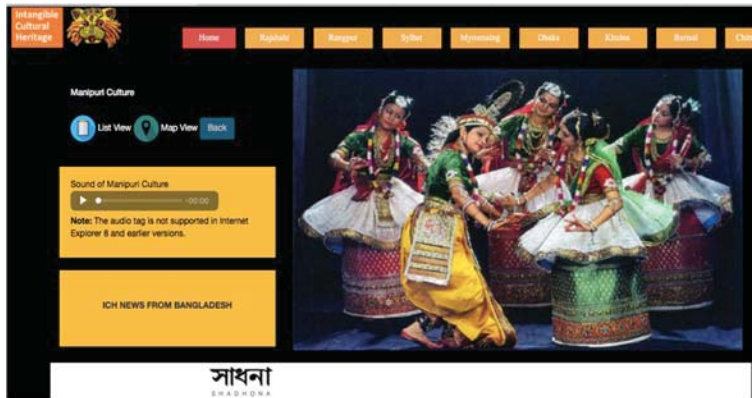 Intangible
Cultural
Heritage
Home
Rajshahi
Rangpur
Sylhet
Mymensing
Dhaka
Khulna
Barisal
Manipuri Culture
List View
Map View
Back
Sound of Manipuri Culture
-00:00
Note: The audio tag is not supported in Internet
Explorer 8 and earlier versions.
ICH NEWS FROM BANGLADESH
সাধনা
SHADHONA